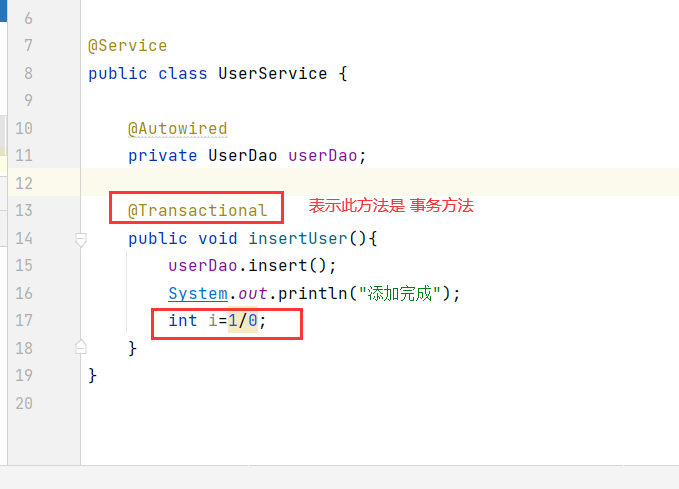 6
7 @Service
8 public class UserService {
9
10 @Autowired
11 private UserDao userDao;
12
13 @Transactional 表示此方法是 事务方法
14 public void insertUser(){
15 userDao.insert();
16 System.out.println("添加完成");
17 int i=1/0;
18 }
19 }
20